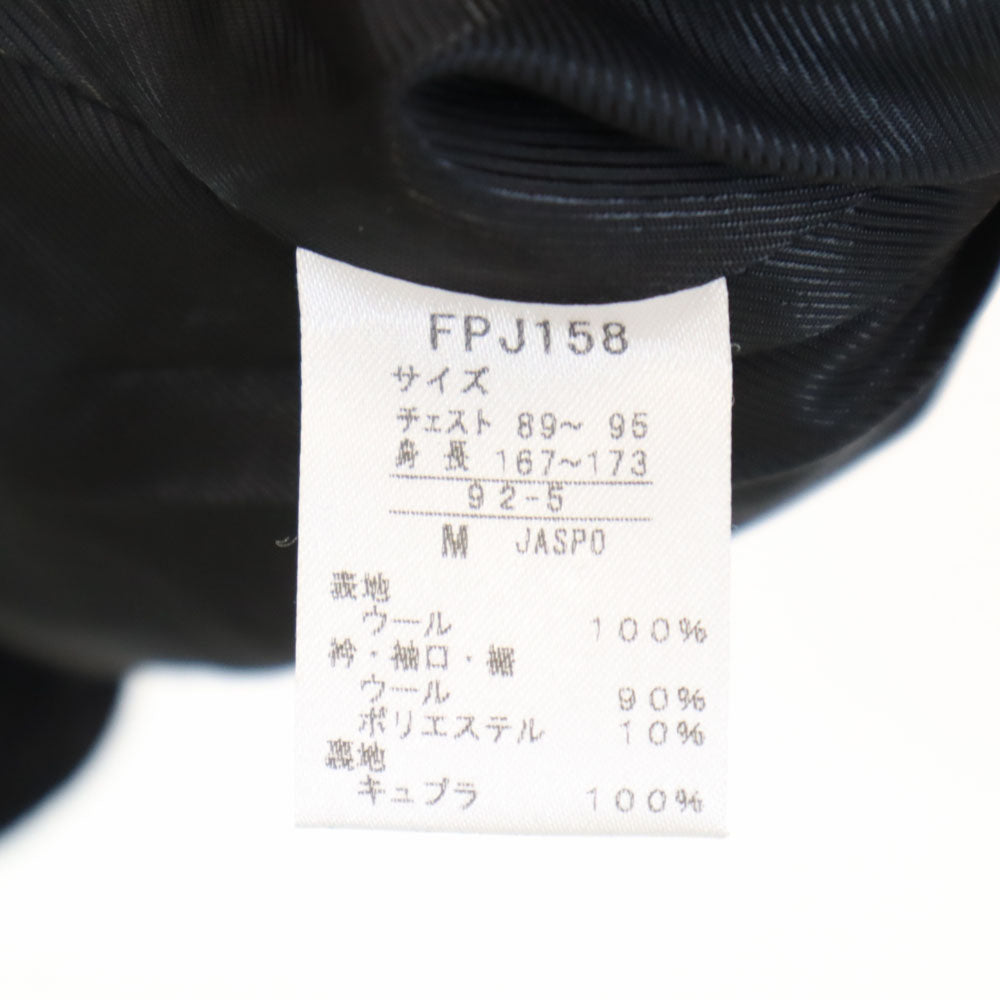 FPJ158
サイズ
チェスト 89～ 95
身 長 167～173
92-5
M JASPO
表地
ウール 100%
衿・袖口・裾
ウール 90%
ポリエステル 10%
裏地
キュプラ 100%